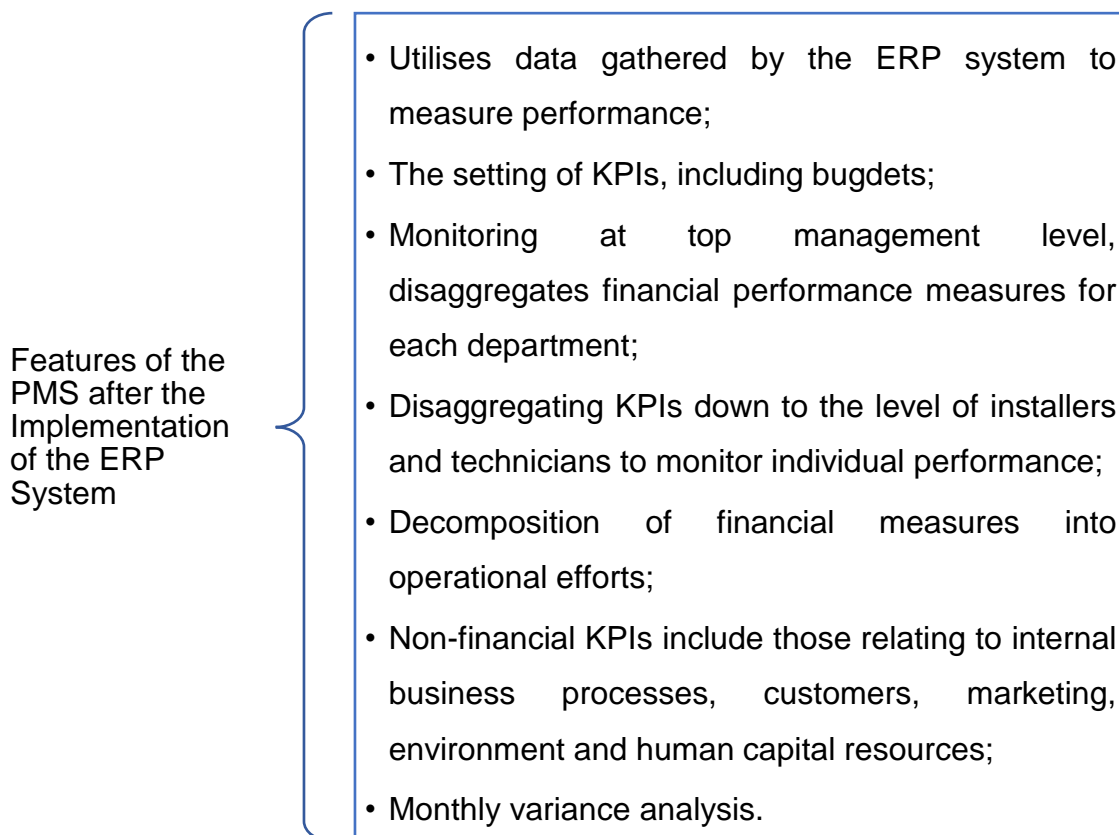 Features of the
PMS after the
Implementation
of the ERP
System
• Utilises data gathered by the ERP system to
measure performance;
• The setting of KPIs, including bugdets;
• Monitoring at top management level,
disaggregates financial performance measures for
each department;
• Disaggregating KPIs down to the level of installers
and technicians to monitor individual performance;
• Decomposition of financial measures into
operational efforts;
• Non-financial KPIs include those relating to internal
business processes, customers, marketing,
environment and human capital resources;
• Monthly variance analysis.